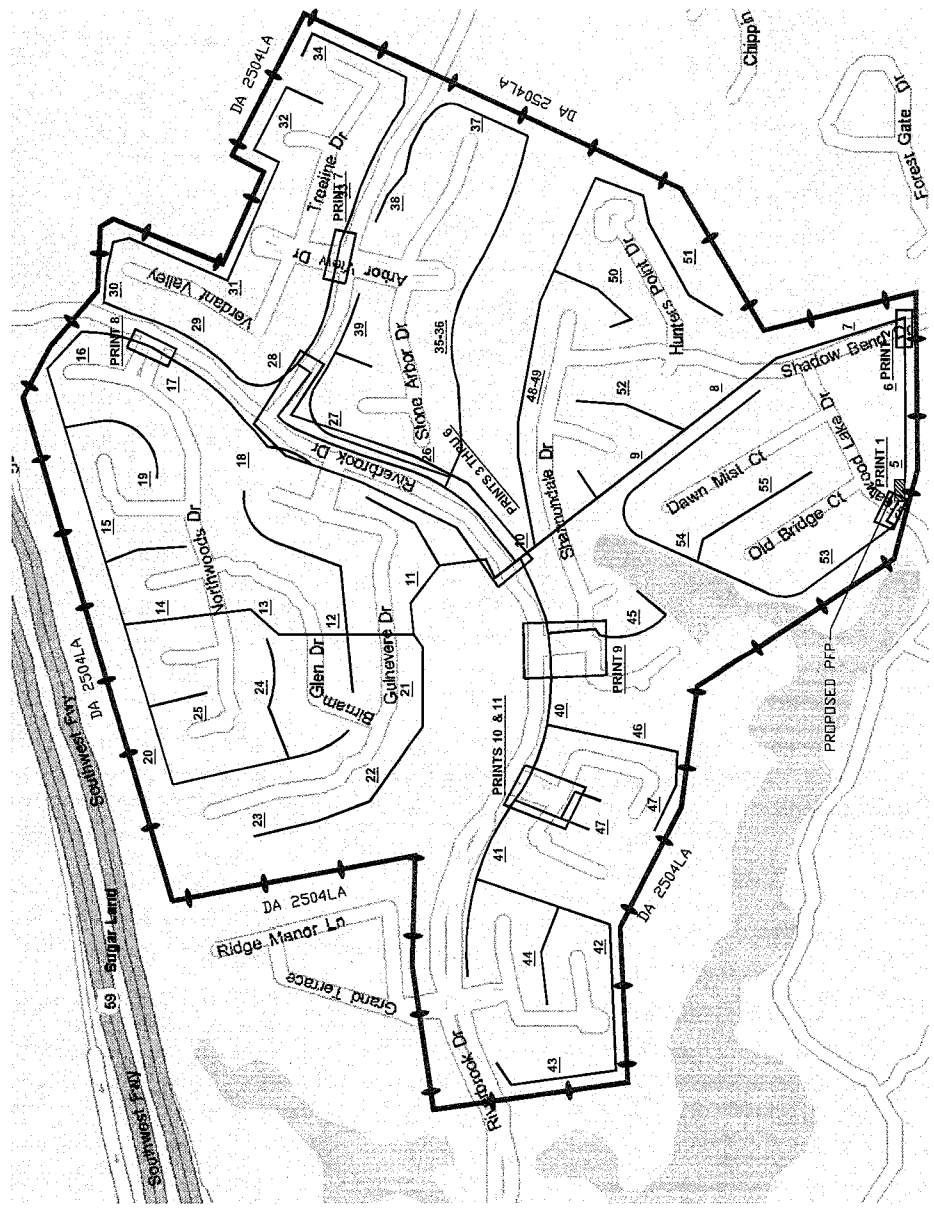 Chippin
Forest Gate Dr
DA 2504LA
34
32
Treeline Dr
PRINT 7
DA 2504LA
37
38
30
Verdant Valley
31
29
Arbor View Dr
PRINT 8
16
17
28
39
35-36
Stone Arbor Dr
27
26
Riverbrook Dr
PRINTS 3 THRU 6
50
51
Hunters Point Dr
48-49
52
7
Shadow Bend
6
PRINT 2
8
9
Dawn Mist Ct
55
Lake Dr
PRINT 1
5
54
Old Bridge Ct
53
PROPOSED PFP
19
18
15
Northwoods Dr
14
13
12
11
10
Glen Dr
Birnam
Guinevere Dr
21
24
25
20
22
23
45
PRINT 9
40
46
PRINTS 10 & 11
47
47
41
DA 2504LA
44
42
43
DA 2504LA
Southwest Fwy
DA 2504LA
Ridge Manor Ln
Grand Terrace
Riverbrook Dr
59
Sugar Land
Southwest Fwy